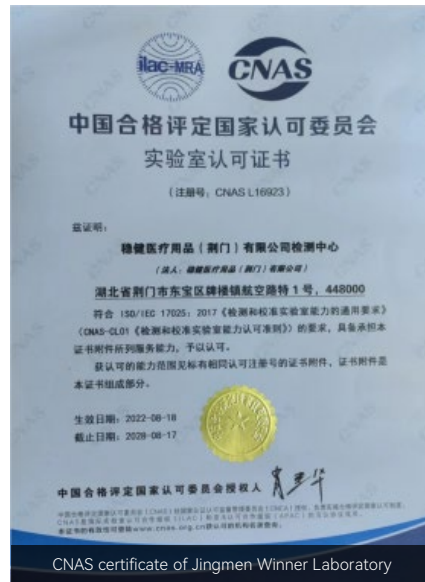 ilac-MRA
CNAS
中国合格评定国家认可委员会
实验室认可证书
（注册号：CNAS L16923）
兹证明：
稳健医疗用品（荆门）有限公司检测中心
（法人：稳健医疗用品（荆门）有限公司）
湖北省荆门市东宝区牌楼镇航空路特1号，448000
符合 ISO/IEC 17025：2017《检测和校准实验室能力的通用要求》
（CNAS-CL01《检测和校准实验室能力认可准则》）的要求，具备承担本
证书附件所列服务能力，予以认可。
获认可的能力范围见标有相同认可注册号的证书附件，证书附件是
本证书组成部分。
生效日期：2022-08-18
截止日期：2028-08-17
中国合格评定国家认可委员会授权人
CNAS certificate of Jingmen Winner Laboratory